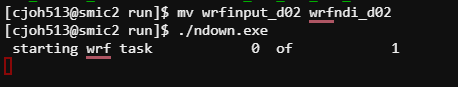 [cjoh513@smic2 run]$ mv wrfinput_d02 wrfndi_d02
[cjoh513@smic2 run]$ ./ndown.exe
 starting wrf task            0  of            1